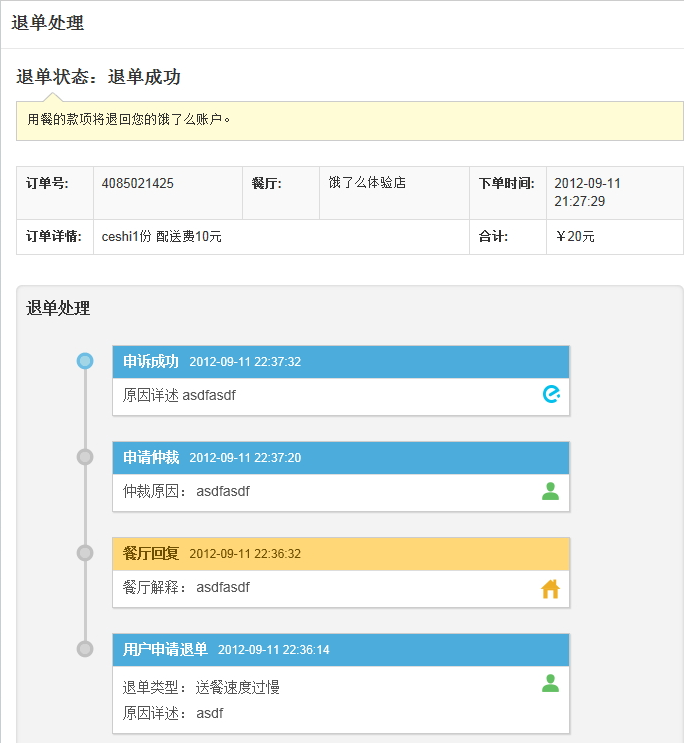 退单处理
退单状态：退单成功
用餐的款项将退回您的饿了么账户。
订单号: 4085021425 餐厅: 饿了么体验店 下单时间: 2012-09-11
21:27:29
订单详情: ceshi1份 配送费10元 合计: ￥20元
退单处理
申诉成功 2012-09-11 22:37:32
原因详述 asdfasdf
申请仲裁 2012-09-11 22:37:20
仲裁原因： asdfasdf
餐厅回复 2012-09-11 22:36:32
餐厅解释： asdfasdf
用户申请退单 2012-09-11 22:36:14
退单类型： 送餐速度过慢
原因详述： asdf